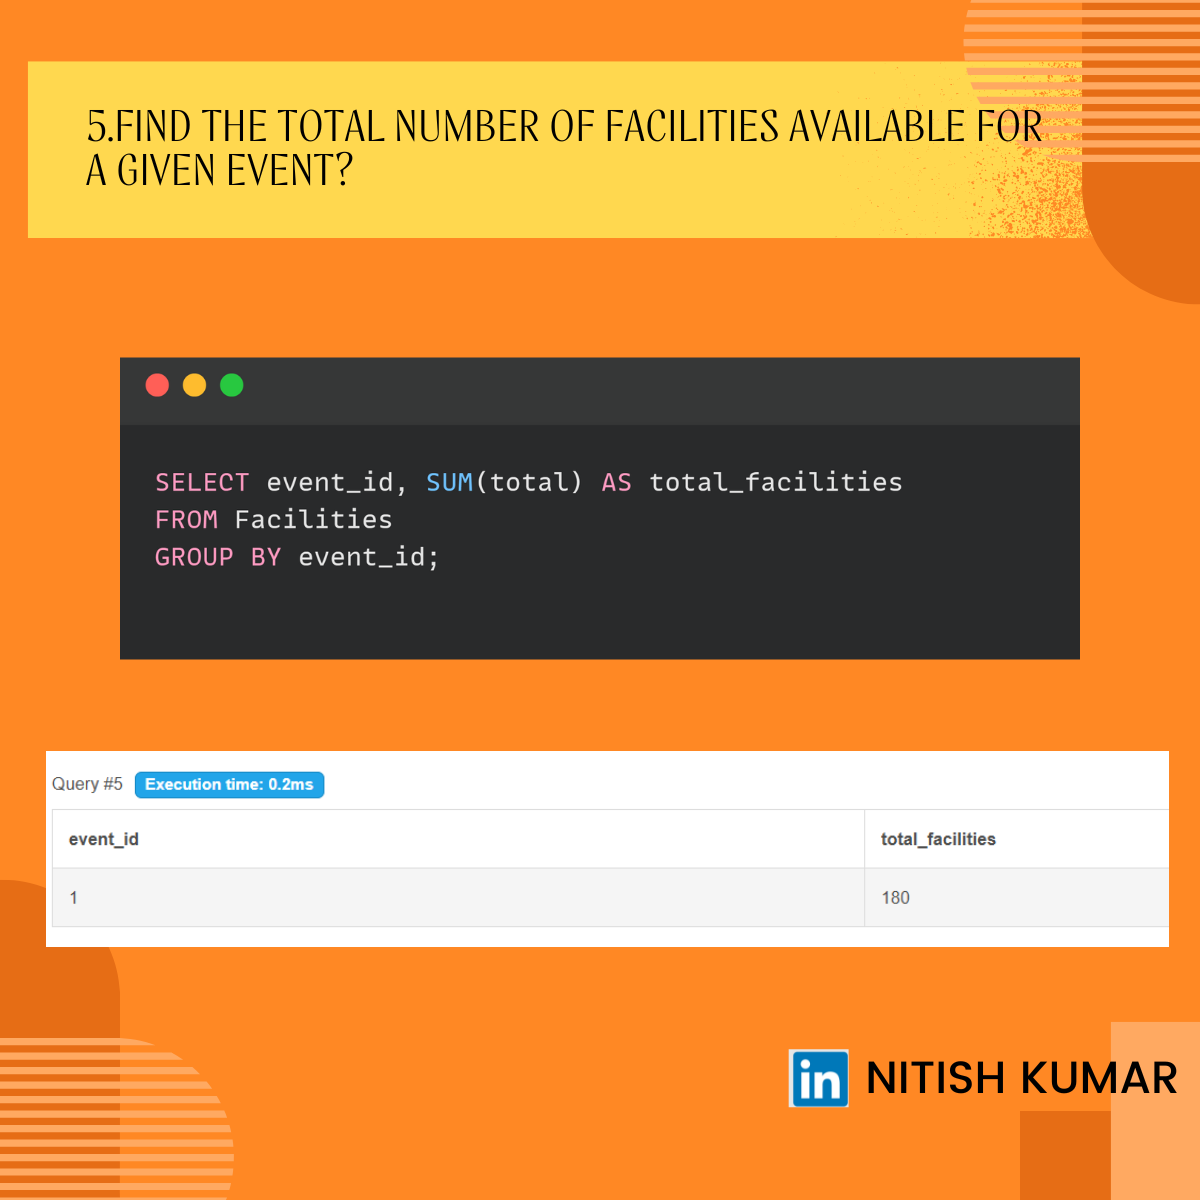 5.FIND THE TOTAL NUMBER OF FACILITIES AVAILABLE FOR
A GIVEN EVENT?
SELECT event_id, SUM(total) AS total_facilities
FROM Facilities
GROUP BY event_id;
Query #5 Execution time: 0.2ms
event_id total_facilities
1 180
in NITISH KUMAR